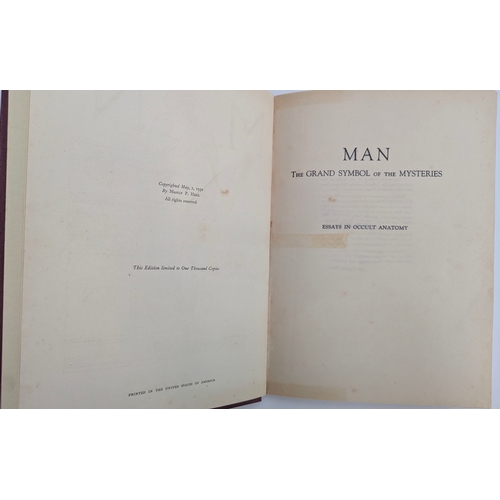 Copyrighted May, 1, 1932
By Manly P. Hall
All rights reserved
This Edition limited to One Thousand Copies
PRINTED IN THE UNITED STATES OF AMERICA
MAN
THE GRAND SYMBOL OF THE MYSTERIES
ESSAYS IN OCCULT ANATOMY